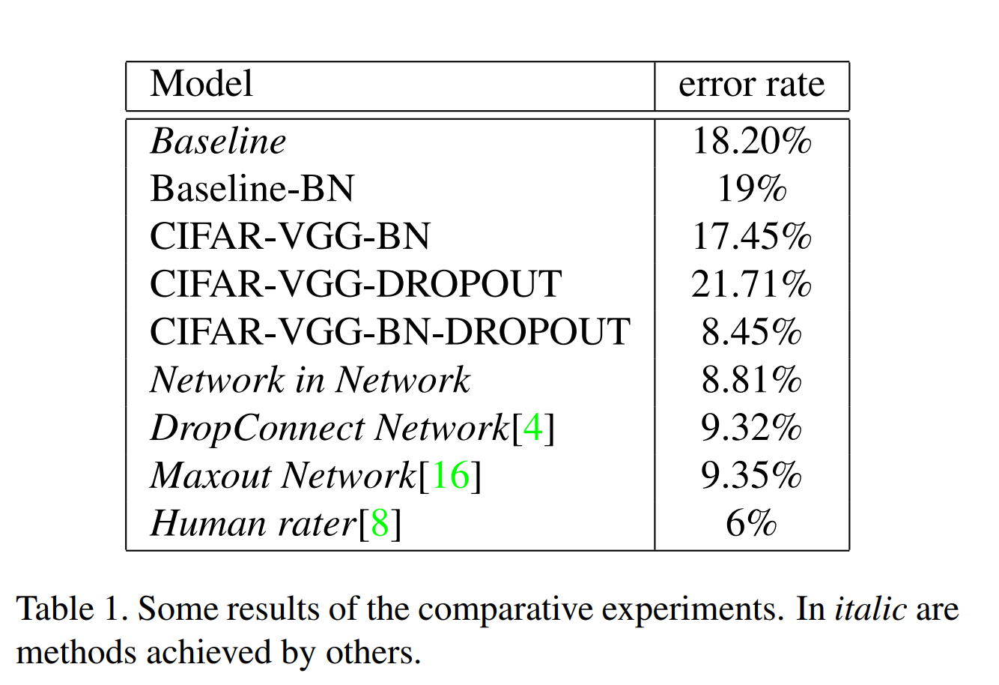 Model error rate
Baseline 18.20%
Baseline-BN 19%
CIFAR-VGG-BN 17.45%
CIFAR-VGG-DROPOUT 21.71%
CIFAR-VGG-BN-DROPOUT 8.45%
Network in Network 8.81%
DropConnect Network[4] 9.32%
Maxout Network[16] 9.35%
Human rater[8] 6%
Table 1. Some results of the comparative experiments. In italic are
methods achieved by others.